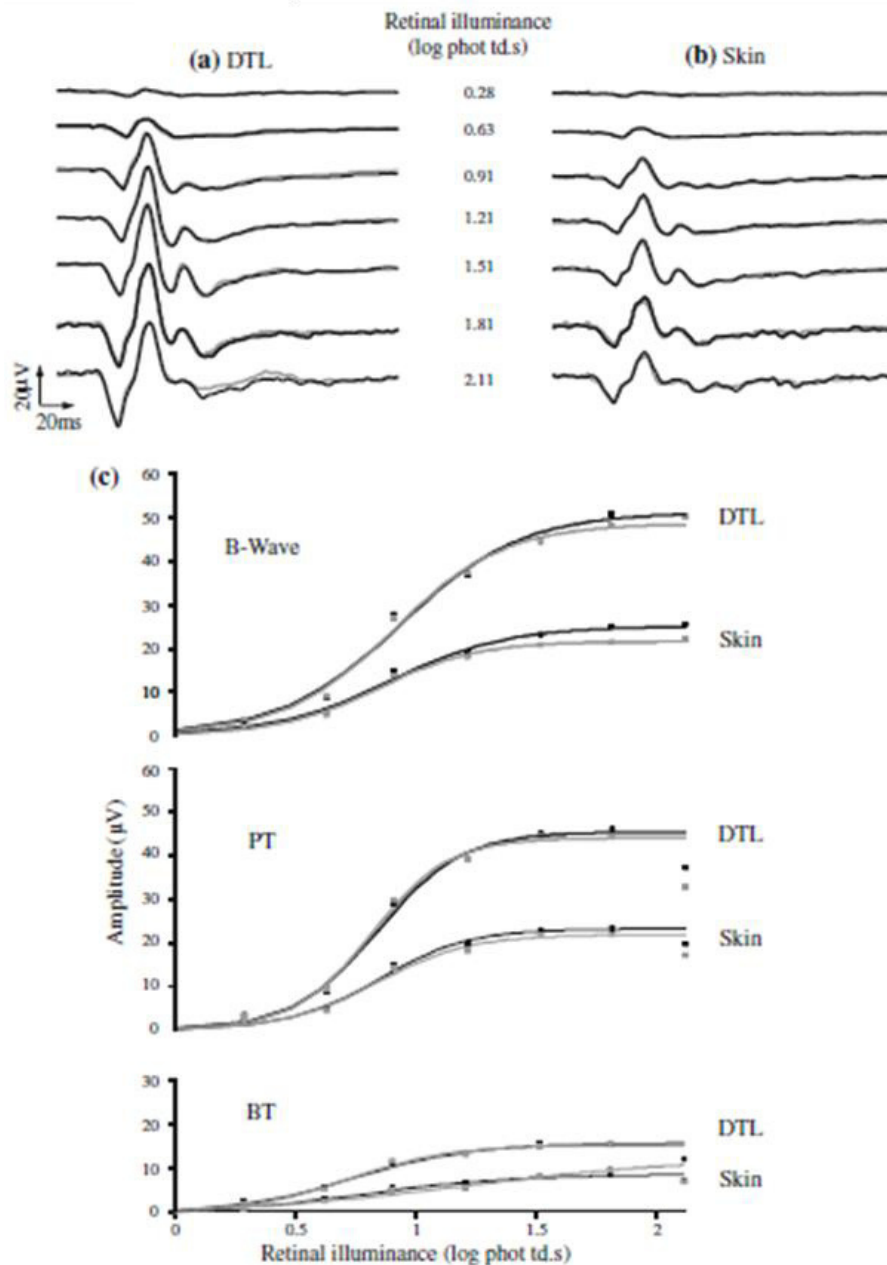 Retinal illuminance
(log phot td.s)
(a) DTL
(b) Skin
0.28
0.63
0.91
1.21
1.51
1.81
2.11
20µV
20ms
(c)
60
50
40
30
20
10
0
B-Wave
DTL
Skin
60
50
40
30
20
10
0
PT
DTL
Skin
Amplitude (µV)
30
20
10
0
BT
DTL
Skin
0 0.5 1 1.5 2
Retinal illuminance (log phot td.s)